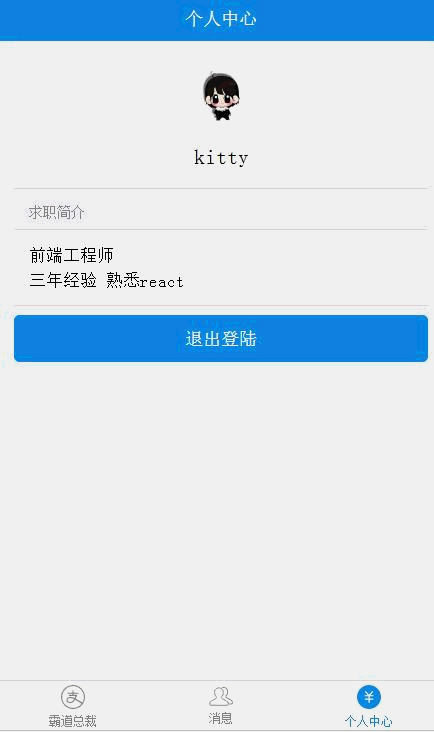 个人中心
kitty
求职简介
前端工程师
三年经验 熟悉react
退出登陆
支
¥
霸道总裁
消息
个人中心